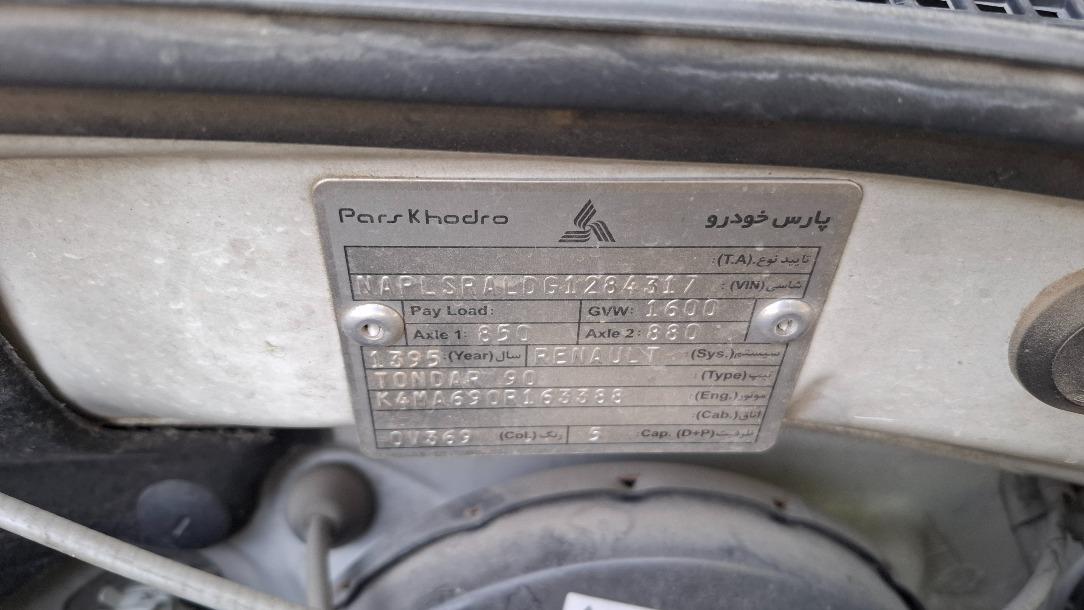 Pars Khodro پارس خودرو
تایید نوع.(T.A):
NAPLSRALDG1284317 شاسی(VIN):
Pay Load: GVW: 1600
Axle 1: 850 Axle 2: 880
1395 سال(Year): RENAULT سیستم(Sys.):
TONDAR 90 تیپ(Type):
K4MA690R163388 موتور(Eng.):
اتاق(Cab.):
OV369 رنگ(Col.): 5 ظرفیت(D+P) Cap.: